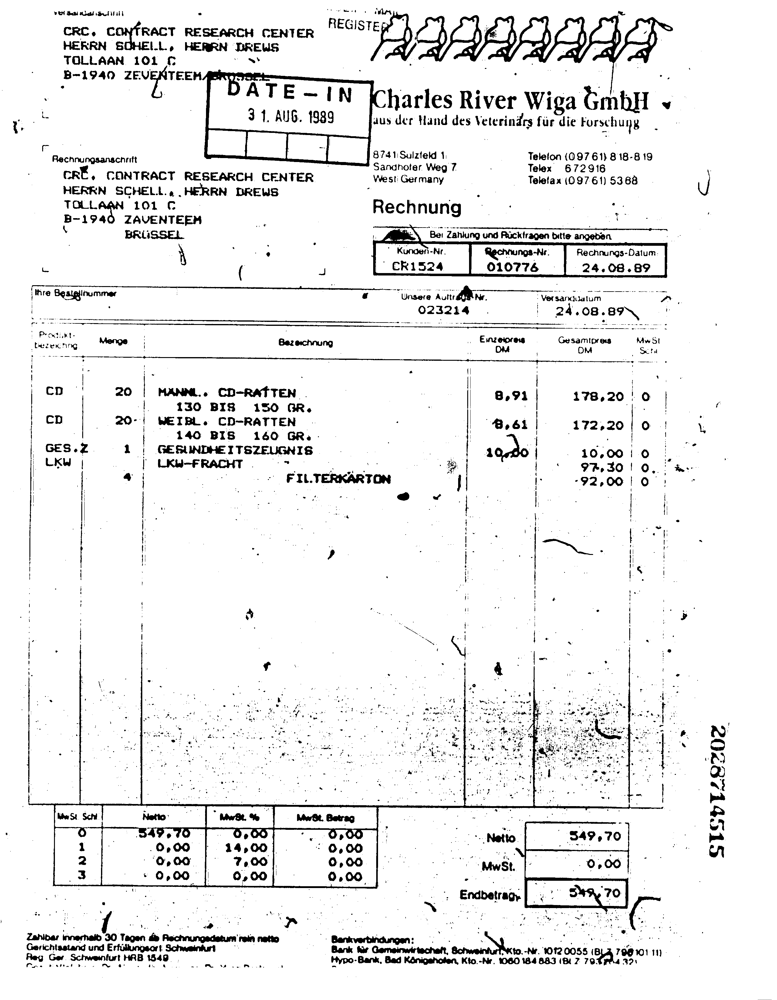 Versandanschrift
CRC. CONTRACT RESEARCH CENTER
HERRN SCHELL, HERRN DREWS
TOLLAAN 101 C
B-1940 ZEVENTEEM BRÜSSEL
REGISTE
DATE-IN
31. AUG. 1989
Charles River Wiga GmbH
aus der Hand des Veterinärs für die Forschung
8741 Sulzfeld 1
Sandhofer Weg 7
West Germany
Telefon (09761) 818-819
Telex 672916
Telefax (09761) 5368
Rechnungsanschrift
CRC. CONTRACT RESEARCH CENTER
HERRN SCHELL, HERRN DREWS
TOLLAAN 101 C
B-1940 ZAVENTEEM
BRÜSSEL
Rechnung
Bei Zahlung und Rückfragen bitte angeben
Kunden-Nr. Rechnungs-Nr. Rechnungs-Datum
CR1524 010776 24.08.89
Ihre Bestellnummer Unsere Auftrags-Nr. Versanddatum
023214 24.08.89
Produkt-bezeichng. Menge Bezeichnung Einzelpreis DM Gesamtpreis DM MwSt Schl
CD 20 MÄNNL. CD-RATTEN 8,91 178,20 0
130 BIS 150 GR.
CD 20 WEIBL. CD-RATTEN 8,61 172,20 0
140 BIS 160 GR.
GES.Z 1 GESUNDHEITSZEUGNIS 10,00 10,00 0
LKW LKW-FRACHT 97,30 0
4 FILTERKARTON 92,00 0
MwSt Schl Netto MwSt. % MwSt. Betrag
0 549,70 0,00 0,00
1 0,00 14,00 0,00
2 0,00 7,00 0,00
3 0,00 0,00 0,00
Netto 549,70
MwSt. 0,00
Endbetrag 549,70
2028714515
Zahlbar innerhalb 30 Tagen ab Rechnungsdatum rein netto
Gerichtsstand und Erfüllungsort Schweinfurt
Reg. Ger. Schweinfurt HRB 1549
Bankverbindungen:
Bank für Gemeinwirtschaft, Schweinfurt, Kto.-Nr. 1012 0055 (BLZ 790 101 11)
Hypo-Bank, Bad Königshofen, Kto.-Nr. 1060 184 883 (BLZ